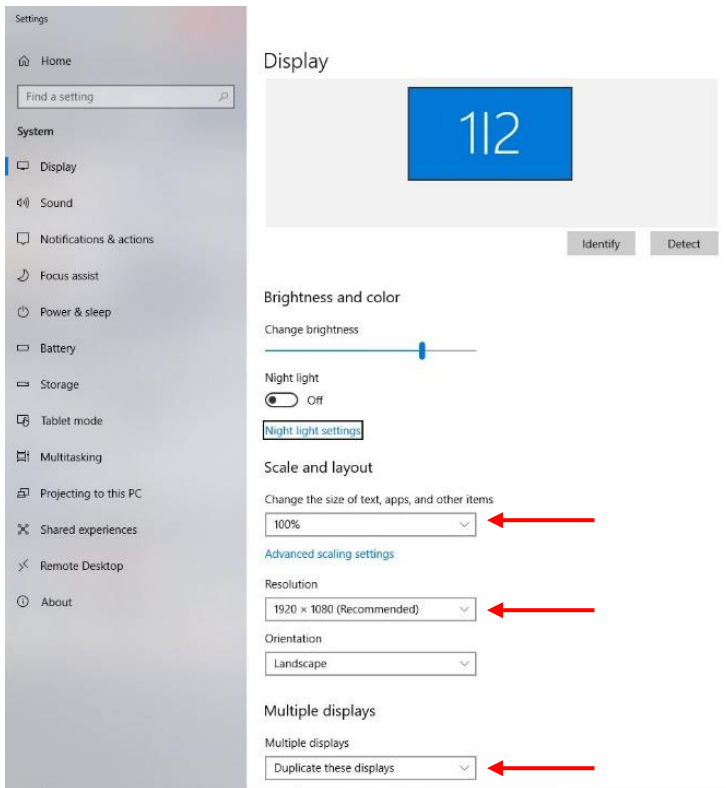 Settings
Home
Find a setting
System
Display
Sound
Notifications & actions
Focus assist
Power & sleep
Battery
Storage
Tablet mode
Multitasking
Projecting to this PC
Shared experiences
Remote Desktop
About
Display
1|2
Identify Detect
Brightness and color
Change brightness
Night light
Off
Night light settings
Scale and layout
Change the size of text, apps, and other items
100%
Advanced scaling settings
Resolution
1920 × 1080 (Recommended)
Orientation
Landscape
Multiple displays
Multiple displays
Duplicate these displays